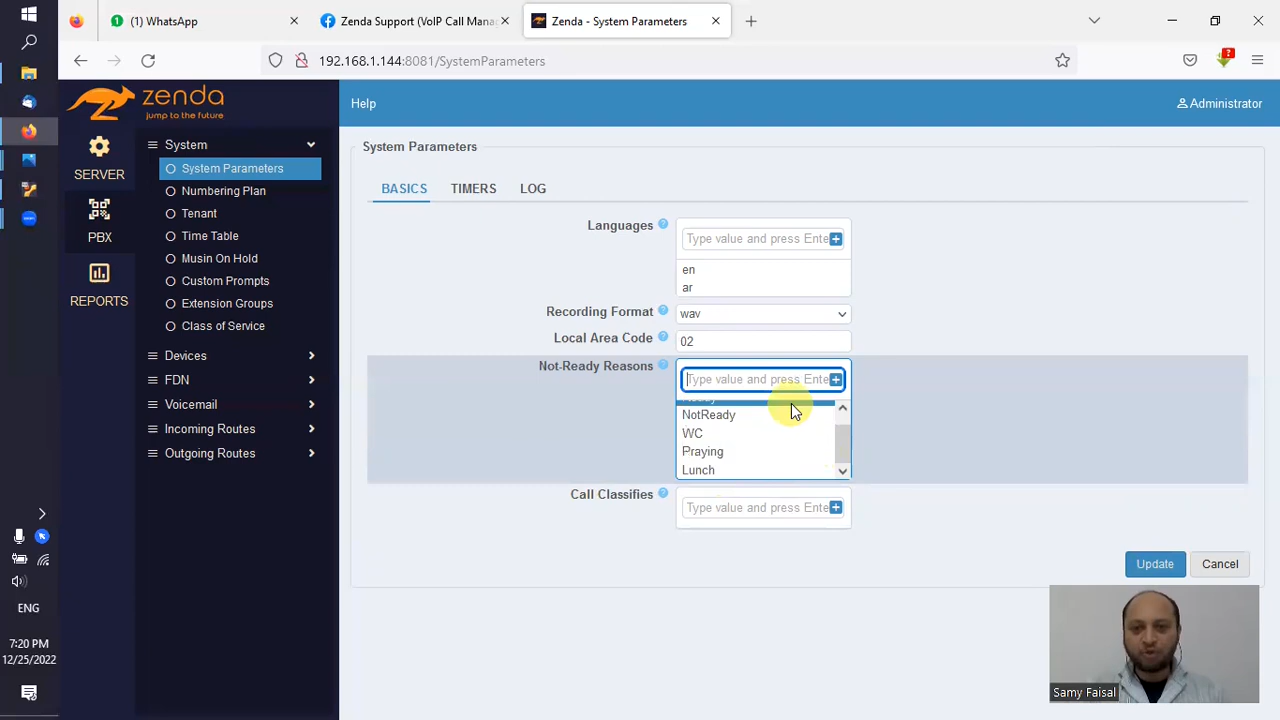 (1) WhatsApp
Zenda Support (VoIP Call Mana
Zenda - System Parameters
192.168.1.144:8081/SystemParameters
zenda
jump to the future
Help
Administrator
SERVER
PBX
REPORTS
System
System Parameters
Numbering Plan
Tenant
Time Table
Musin On Hold
Custom Prompts
Extension Groups
Class of Service
Devices
FDN
Voicemail
Incoming Routes
Outgoing Routes
System Parameters
BASICS TIMERS LOG
Languages
Type value and press Ente
en
ar
Recording Format wav
Local Area Code 02
Not-Ready Reasons
Type value and press Ente
NotReady
WC
Praying
Lunch
Call Classifies
Type value and press Ente
Update Cancel
ENG
7:20 PM
12/25/2022
Samy Faisal